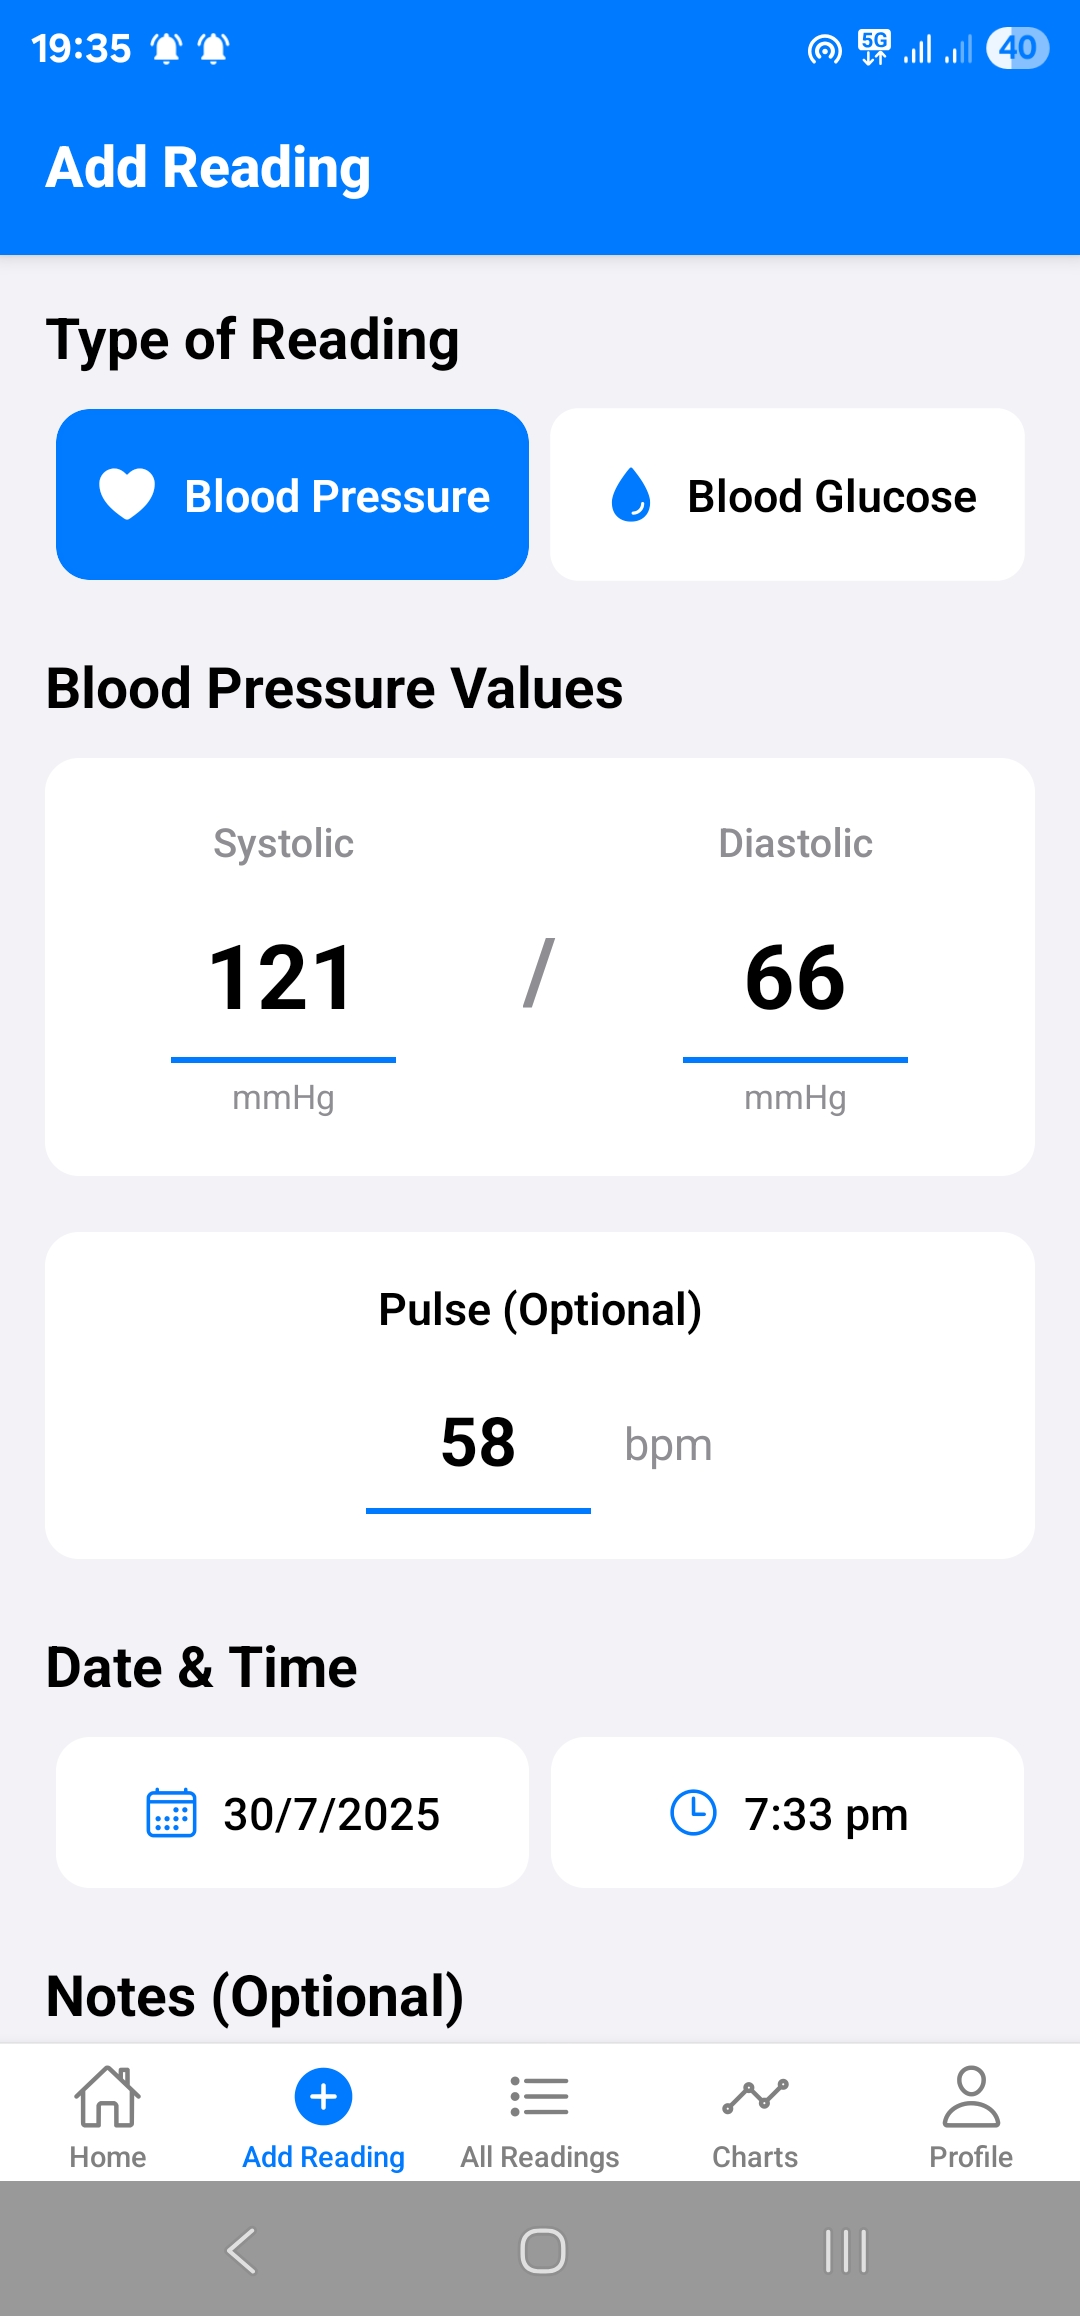 19:35 5G 40
Add Reading
Type of Reading
Blood Pressure Blood Glucose
Blood Pressure Values
Systolic Diastolic
121 / 66
mmHg mmHg
Pulse (Optional)
58 bpm
Date & Time
30/7/2025 7:33 pm
Notes (Optional)
Home Add Reading All Readings Charts Profile